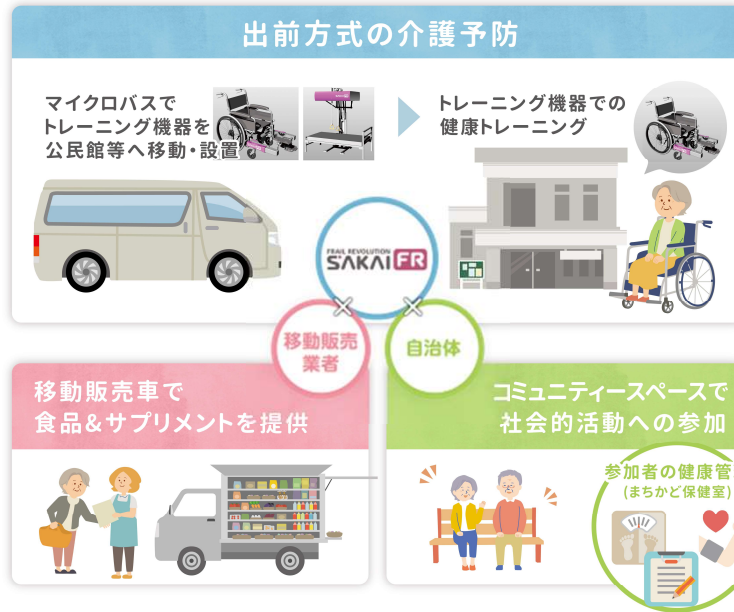 出前方式の介護予防
マイクロバスで
トレーニング機器を
公民館等へ移動・設置
トレーニング機器での
健康トレーニング
FRAIL REVOLUTION
SAKAI FR
移動販売
業者
自治体
移動販売車で
食品&サプリメントを提供
コミュニティースペースで
社会的活動への参加
参加者の健康管
(まちかど保健室)